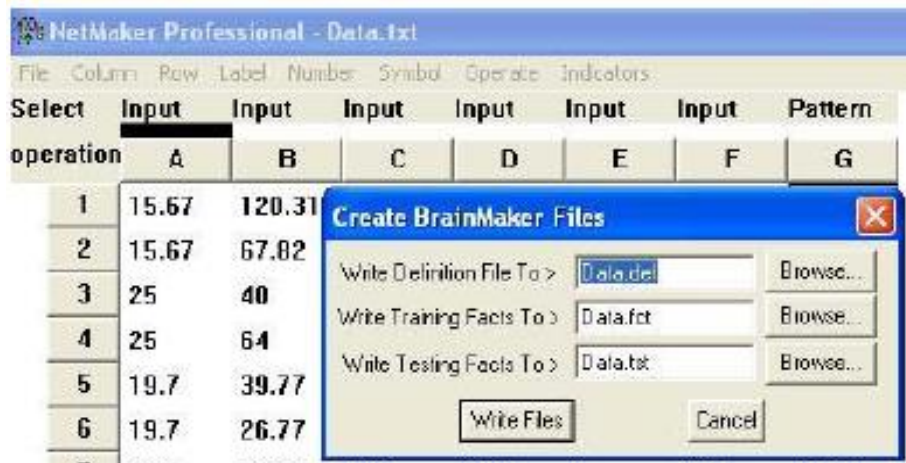 NetMaker Professional - Data.txt
File Column Row Label Number Symbol Operate Indicators
Select Input Input Input Input Input Input Pattern
operation A B C D E F G
1 15.67 120.31
2 15.67 67.82
3 25 40
4 25 64
5 19.7 39.77
6 19.7 26.77
Create BrainMaker Files
Write Definition File To > Data.def Browse...
Write Training Facts To > Data.fct Browse...
Write Testing Facts To > Data.tst Browse...
Write Files Cancel